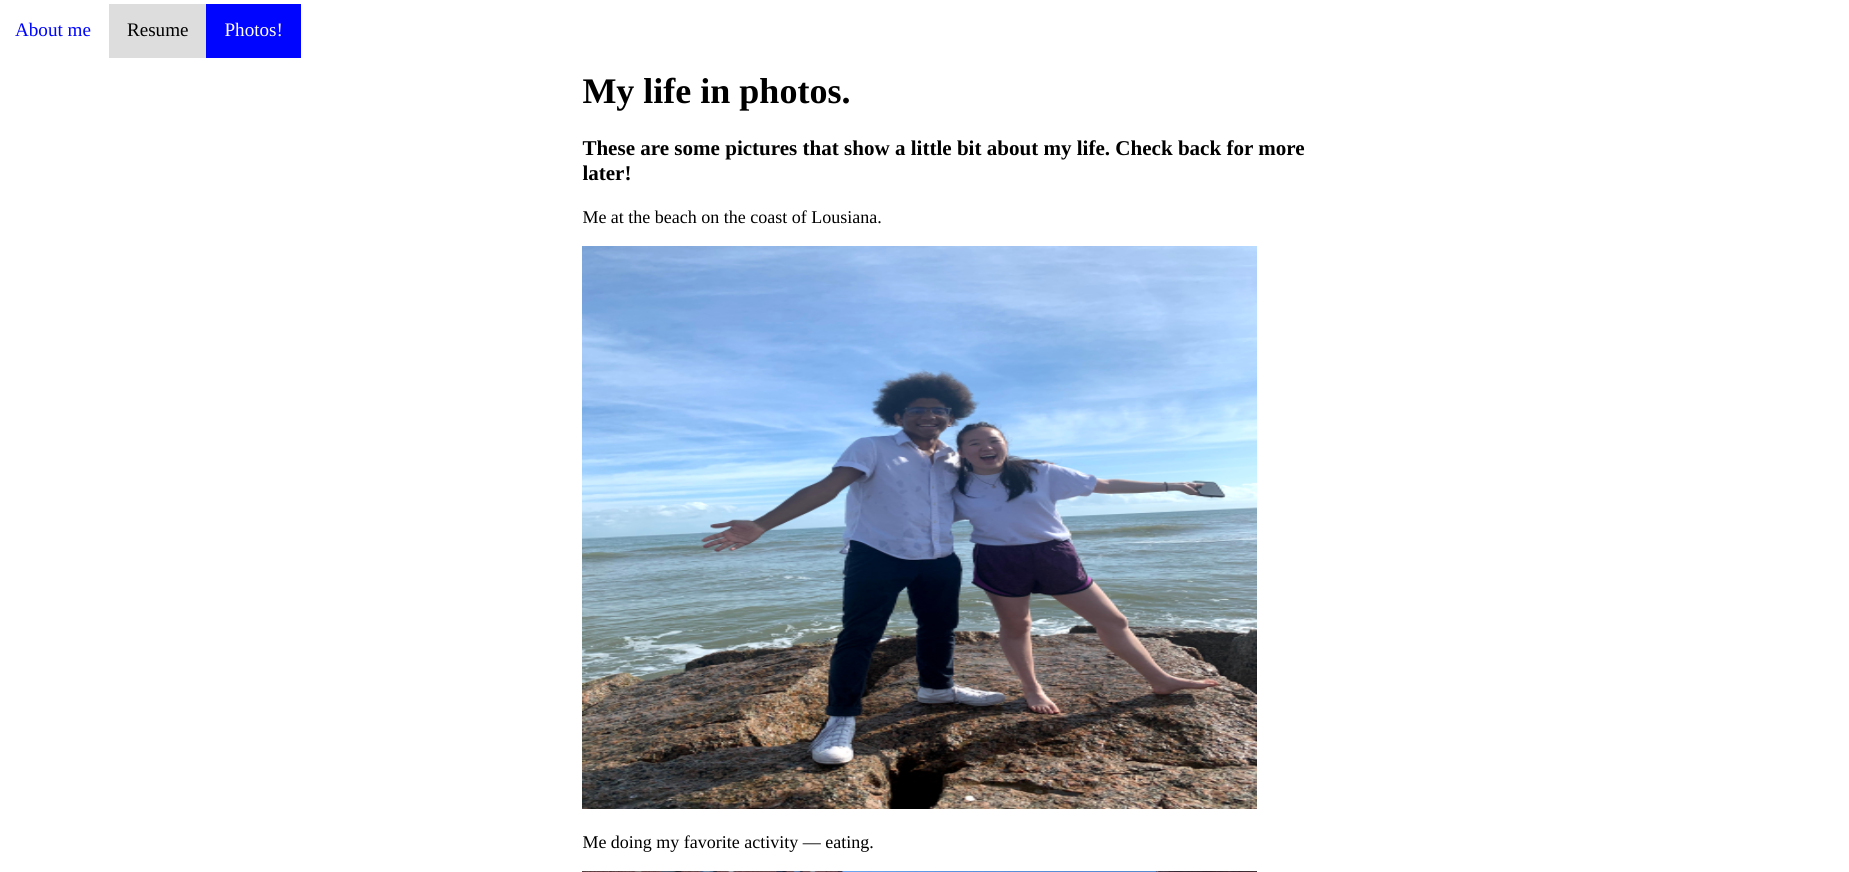 About me Resume Photos!
My life in photos.
These are some pictures that show a little bit about my life. Check back for more
later!
Me at the beach on the coast of Lousiana.
Me doing my favorite activity — eating.